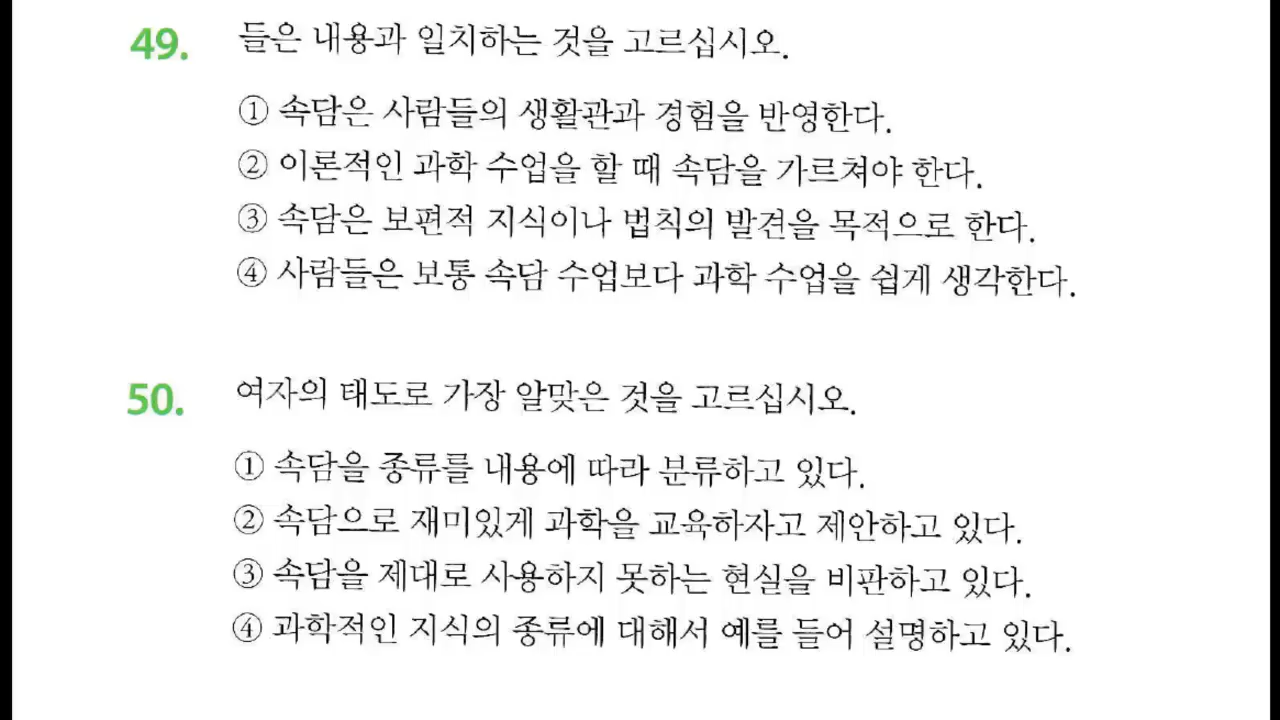 49. 들은 내용과 일치하는 것을 고르십시오.
① 속담은 사람들의 생활관과 경험을 반영한다.
② 이론적인 과학 수업을 할 때 속담을 가르쳐야 한다.
③ 속담은 보편적 지식이나 법칙의 발견을 목적으로 한다.
④ 사람들은 보통 속담 수업보다 과학 수업을 쉽게 생각한다.
50. 여자의 태도로 가장 알맞은 것을 고르십시오.
① 속담을 종류를 내용에 따라 분류하고 있다.
② 속담으로 재미있게 과학을 교육하자고 제안하고 있다.
③ 속담을 제대로 사용하지 못하는 현실을 비판하고 있다.
④ 과학적인 지식의 종류에 대해서 예를 들어 설명하고 있다.